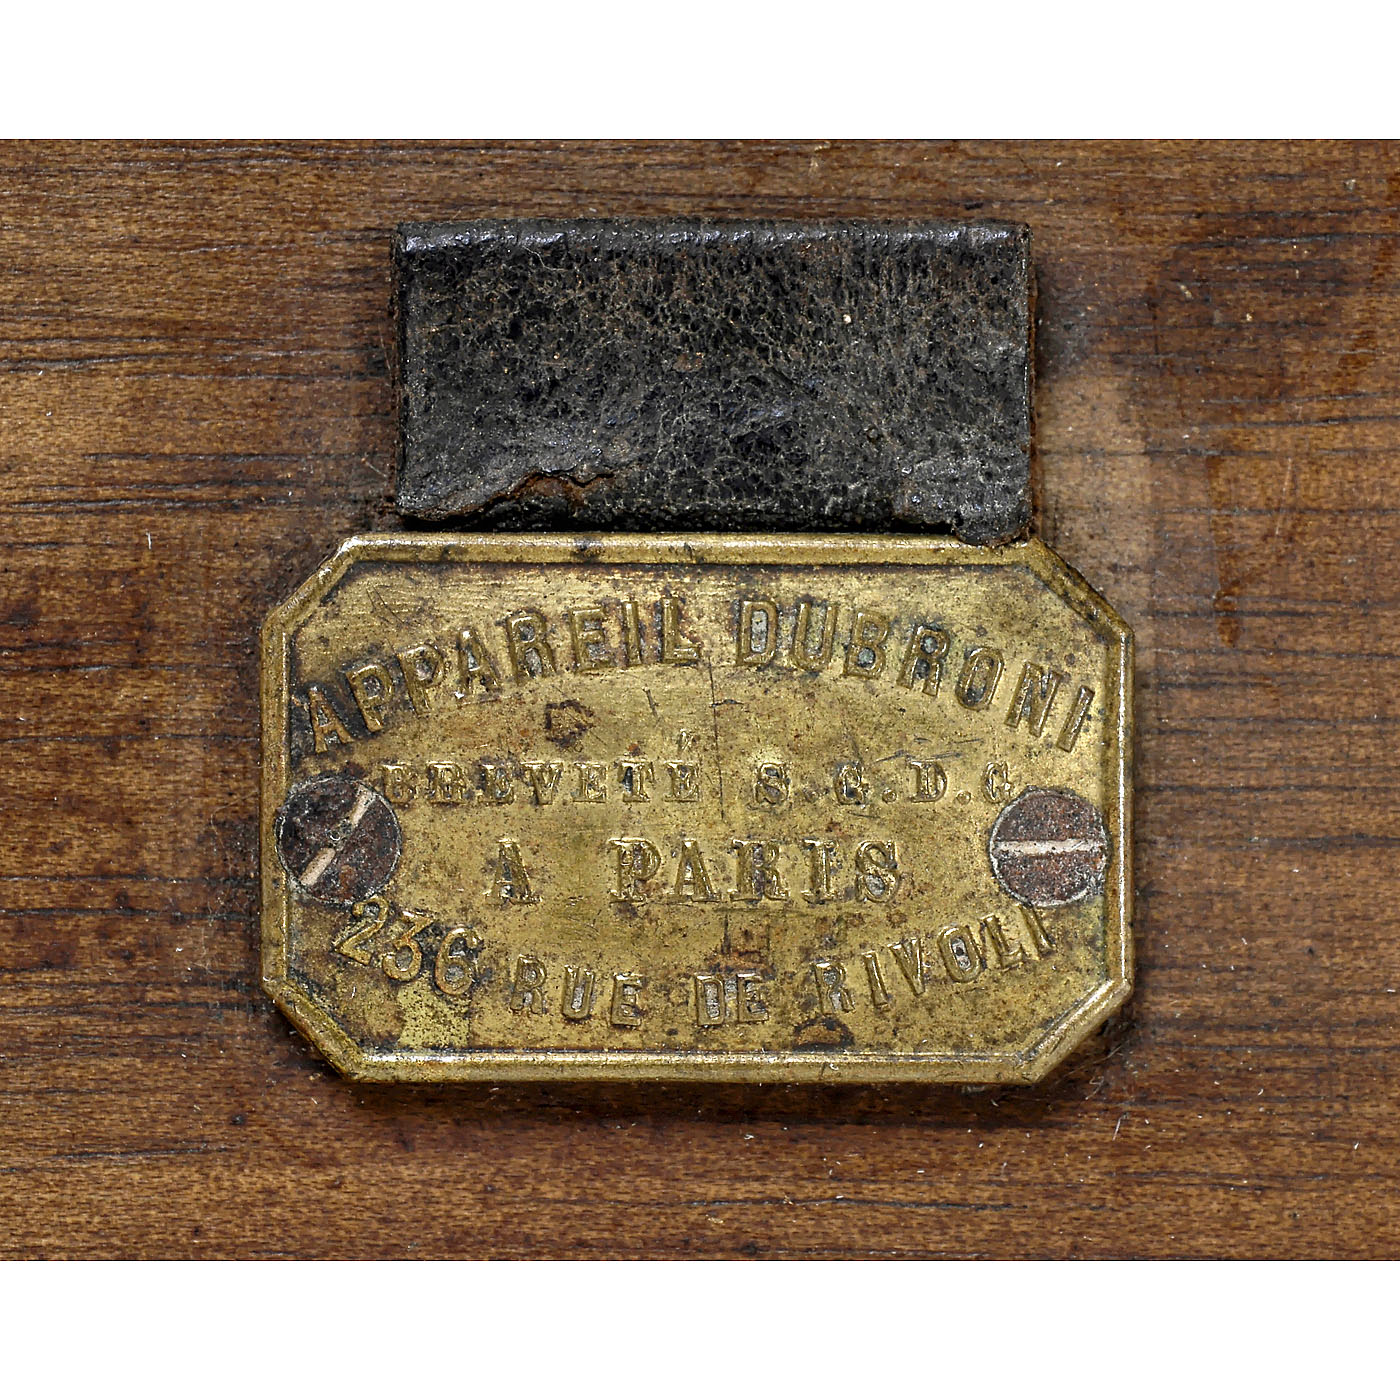 APPAREIL DUBRONI
BREVETÉ S.G.D.G
A PARIS
236 RUE DE RIVOLI